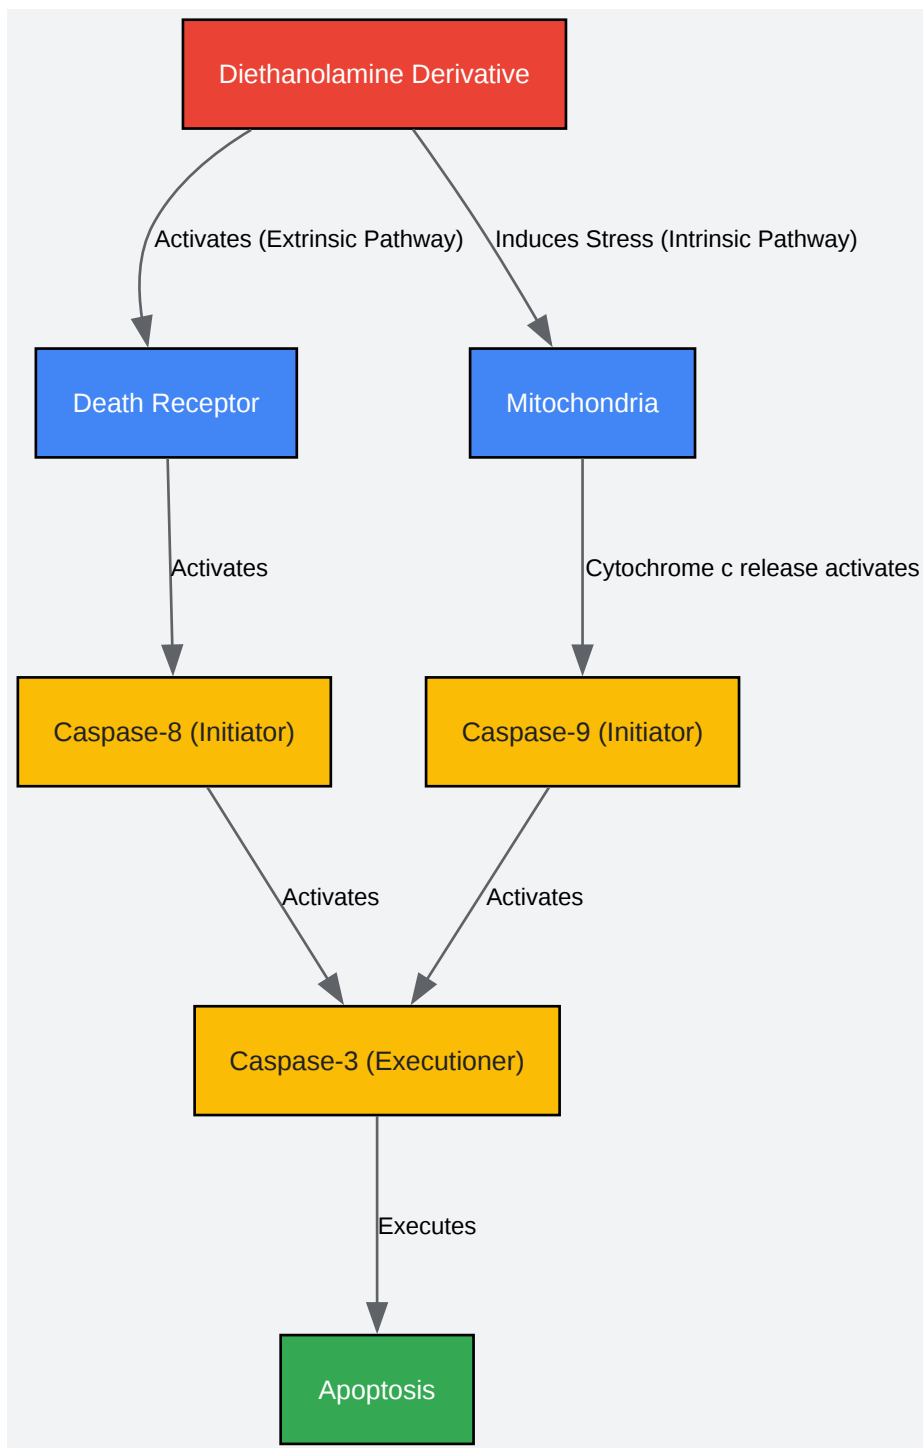 Diethanolamine Derivative
Activates (Extrinsic Pathway)
Induces Stress (Intrinsic Pathway)
Death Receptor
Mitochondria
Activates
Cytochrome c release activates
Caspase-8 (Initiator)
Caspase-9 (Initiator)
Activates
Activates
Caspase-3 (Executioner)
Executes
Apoptosis